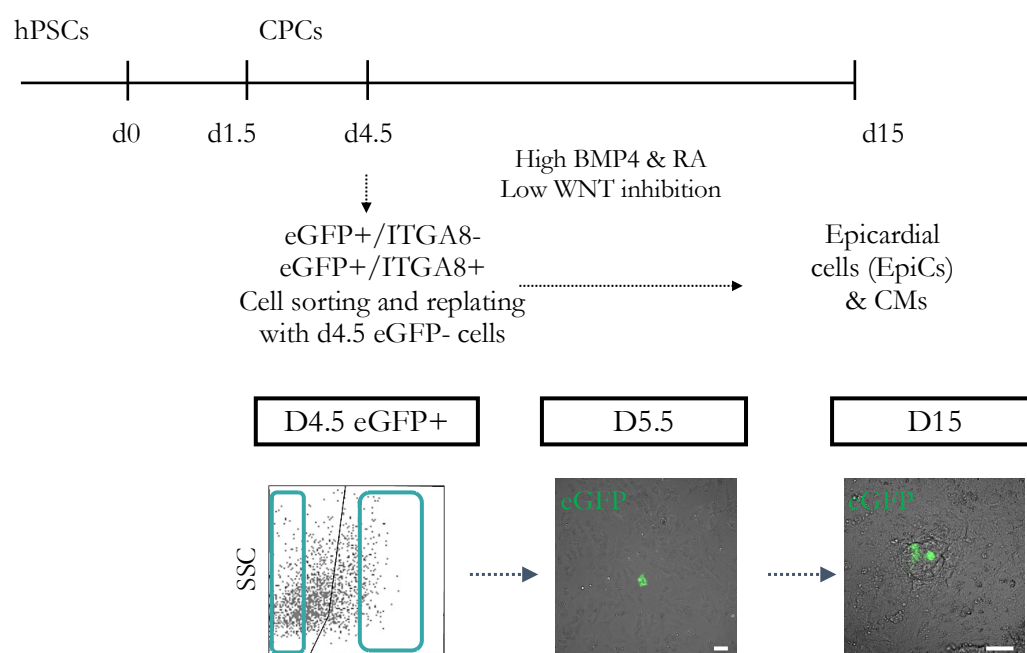 hPSCs
CPCs
d0
d1.5
d4.5
d15
High BMP4 & RA
Low WNT inhibition
eGFP+/ITGA8-
eGFP+/ITGA8+
Cell sorting and replating
with d4.5 eGFP- cells
Epicardial
cells (EpiCs)
& CMs
D4.5 eGFP+
D5.5
D15
SSC
eGFP
eGFP